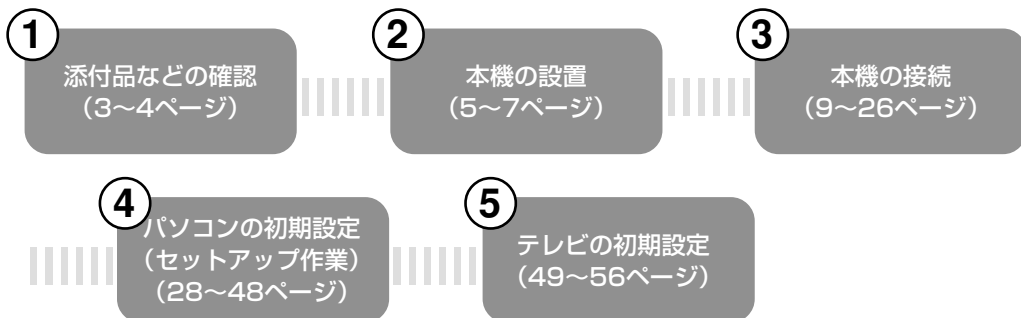 1
添付品などの確認
(3~4ページ)
2
本機の設置
(5~7ページ)
3
本機の接続
(9~26ページ)
4
パソコンの初期設定
(セットアップ作業)
(28~48ページ)
5
テレビの初期設定
(49~56ページ)